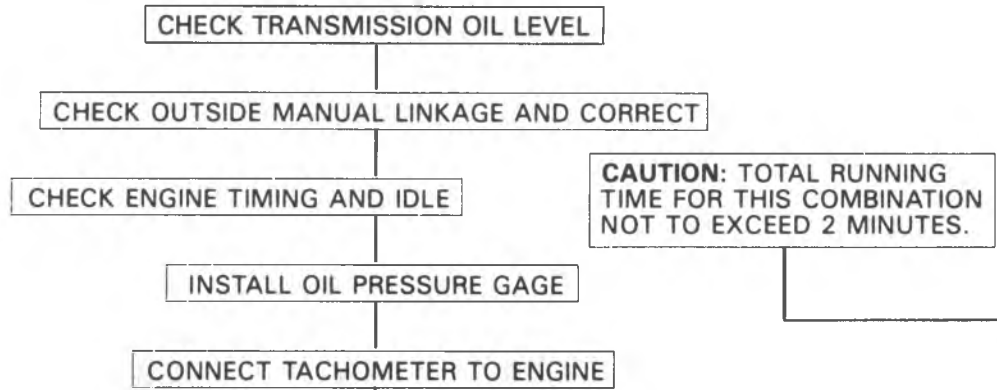 CHECK TRANSMISSION OIL LEVEL
CHECK OUTSIDE MANUAL LINKAGE AND CORRECT
CHECK ENGINE TIMING AND IDLE
CAUTION: TOTAL RUNNING
TIME FOR THIS COMBINATION
NOT TO EXCEED 2 MINUTES.
INSTALL OIL PRESSURE GAGE
CONNECT TACHOMETER TO ENGINE